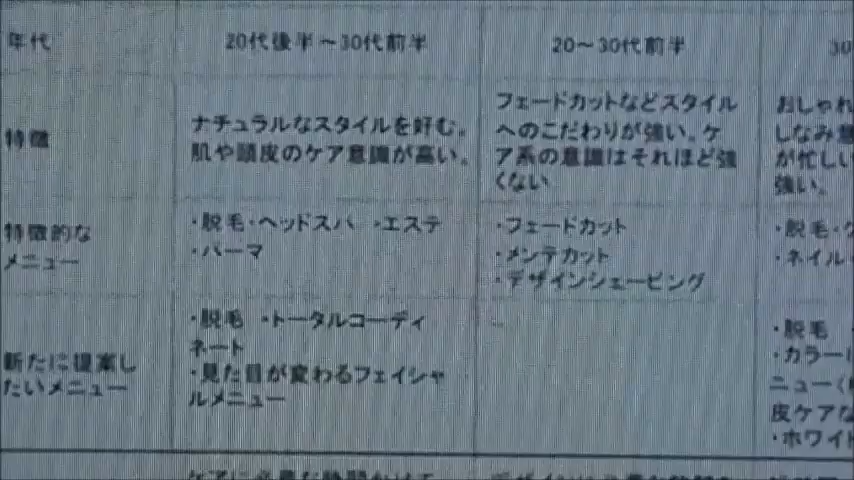 年代
20代後半～30代前半
20～30代前半
30
特徴
ナチュラルなスタイルを好む。
肌や頭皮のケア意識が高い。
フェードカットなどスタイル
へのこだわりが強い。ケ
ア系の意識はそれほど強
くない
おしゃれ
しなみ意
が忙しい
強い。
特徴的な
メニュー
・脱毛・ヘッドスパ ・エステ
・パーマ
・フェードカット
・メンテカット
・デザインシェービング
・脱毛・ケ
・ネイル・
新たに提案し
たいメニュー
・脱毛 ・トータルコーディ
ネート
・見た目が変わるフェイシャ
ルメニュー
・脱毛
・カラー
ニュー
皮ケアな
・ホワイト